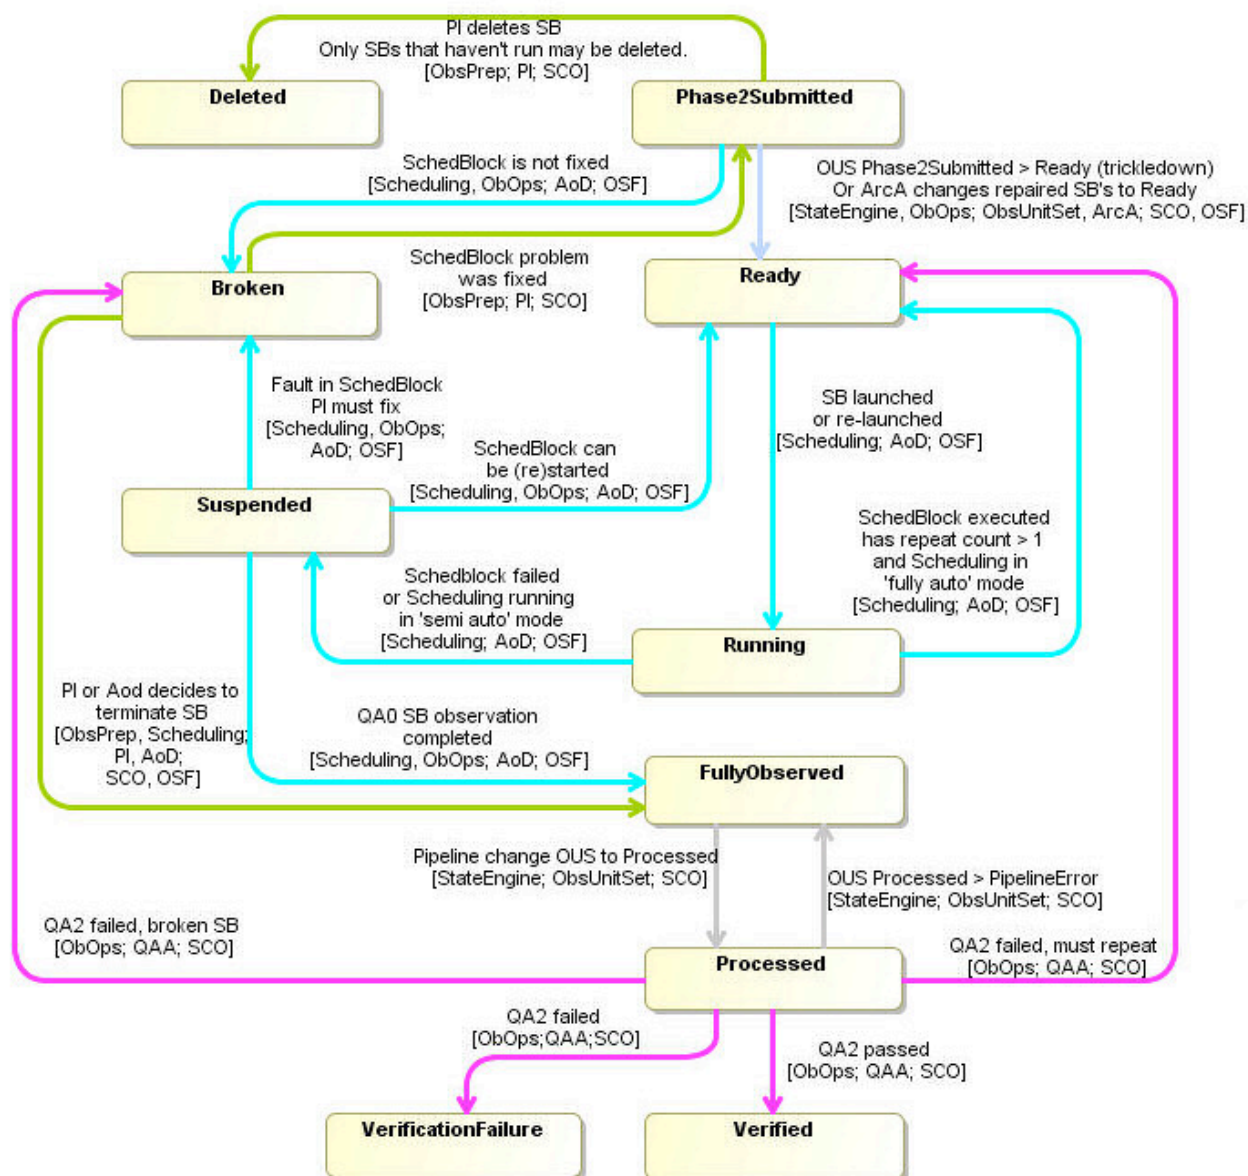 PI deletes SB
Only SBs that haven't run may be deleted.
[ObsPrep; PI; SCO]
Deleted
Phase2Submitted
SchedBlock is not fixed
[Scheduling, ObOps; AoD; OSF]
OUS Phase2Submitted > Ready (trickledown)
Or ArcA changes repaired SB's to Ready
[StateEngine, ObOps; ObsUnitSet, ArcA; SCO, OSF]
SchedBlock problem
was fixed
[ObsPrep; PI; SCO]
Broken
Ready
Fault in SchedBlock
PI must fix
[Scheduling, ObOps;
AoD; OSF]
SB launched
or re-launched
[Scheduling; AoD; OSF]
SchedBlock can
be (re)started
[Scheduling, ObOps; AoD; OSF]
Suspended
SchedBlock executed
has repeat count > 1
and Scheduling in
'fully auto' mode
[Scheduling; AoD; OSF]
Schedblock failed
or Scheduling running
in 'semi auto' mode
[Scheduling; AoD; OSF]
Running
PI or Aod decides to
terminate SB
[ObsPrep, Scheduling;
PI, AoD;
SCO, OSF]
QA0 SB observation
completed
[Scheduling, ObOps; AoD; OSF]
FullyObserved
Pipeline change OUS to Processed
[StateEngine; ObsUnitSet; SCO]
OUS Processed > PipelineError
[StateEngine; ObsUnitSet; SCO]
QA2 failed, broken SB
[ObOps; QAA; SCO]
QA2 failed, must repeat
[ObOps; QAA; SCO]
Processed
QA2 failed
[ObOps;QAA;SCO]
QA2 passed
[ObOps; QAA; SCO]
VerificationFailure
Verified